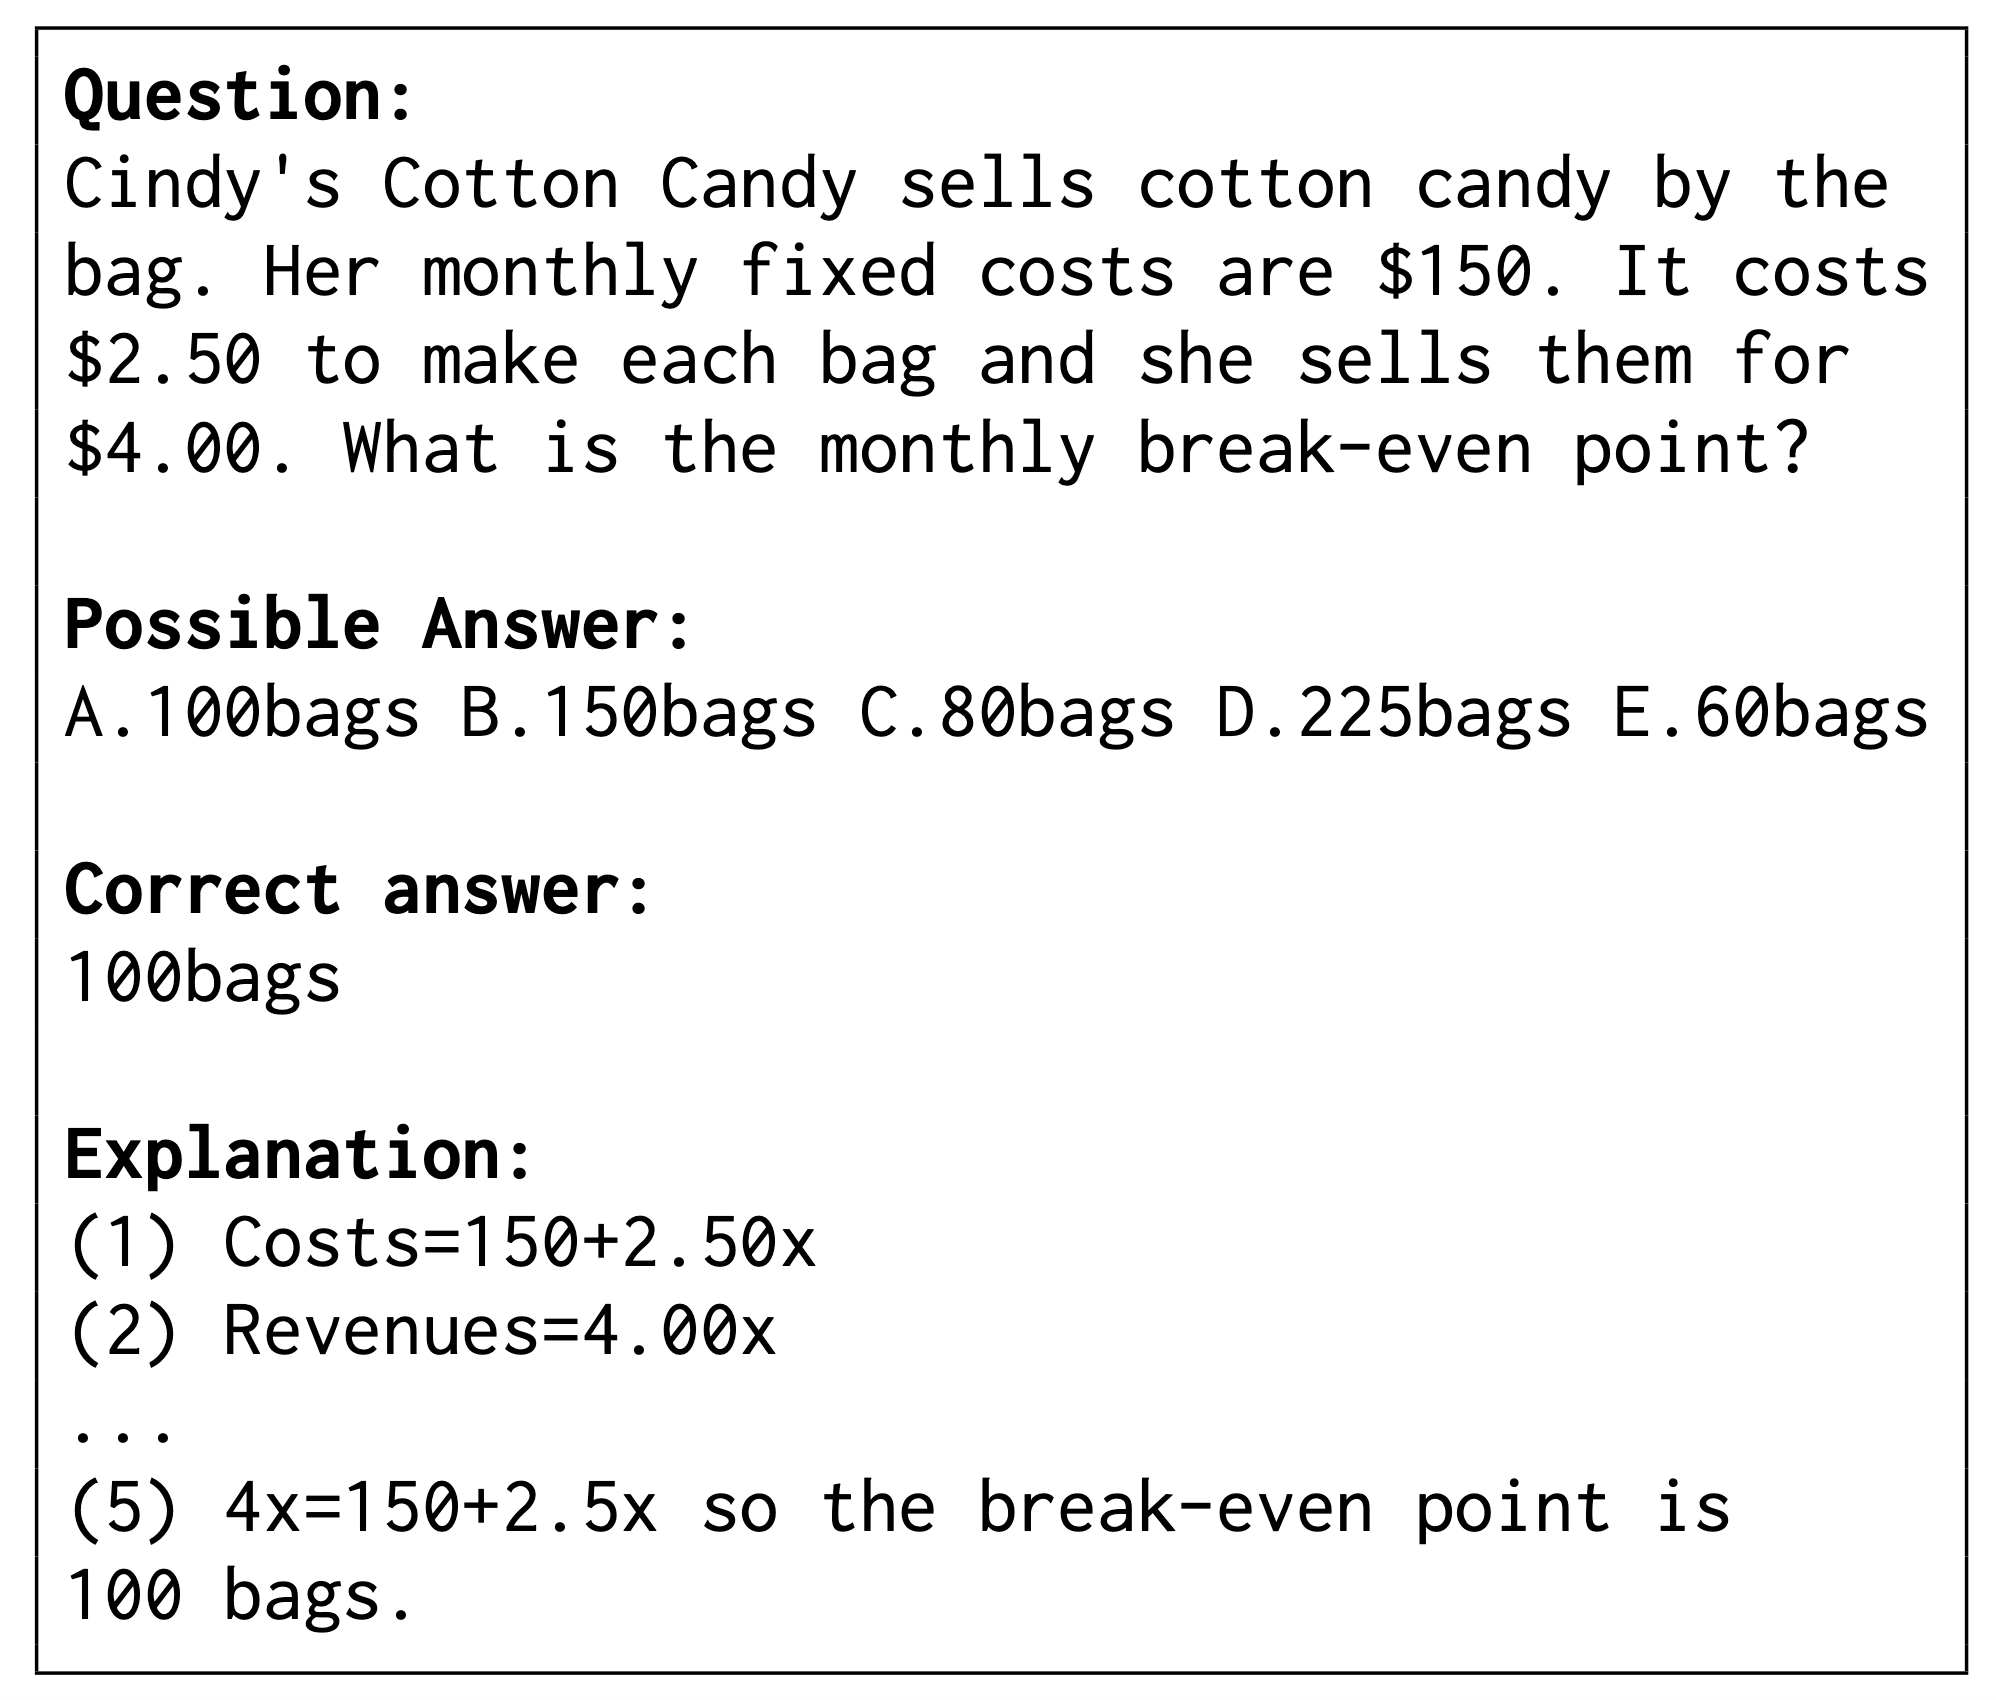 Question:
Cindy's Cotton Candy sells cotton candy by the
bag. Her monthly fixed costs are $150. It costs
$2.50 to make each bag and she sells them for
$4.00. What is the monthly break-even point?
Possible Answer:
A.100bags B.150bags C.80bags D.225bags E.60bags
Correct answer:
100bags
Explanation:
(1) Costs=150+2.50x
(2) Revenues=4.00x
...
(5) 4x=150+2.5x so the break-even point is
100 bags.